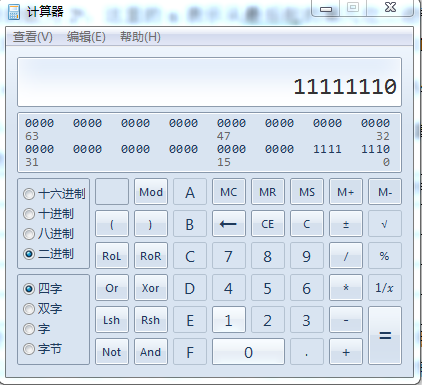 计算器
查看(V) 编辑(E) 帮助(H)
11111110
0000 0000 0000 0000 0000 0000 0000 0000
63 47 32
0000 0000 0000 0000 0000 0000 1111 1110
31 15 0
十六进制 Mod A MC MR MS M+ M-
十进制 ( ) B ← CE C ± √
八进制
二进制 RoL RoR C 7 8 9 / %
四字 Or Xor D 4 5 6 * 1/x
双字
字 Lsh Rsh E 1 2 3 - =
字节 Not And F 0 . +